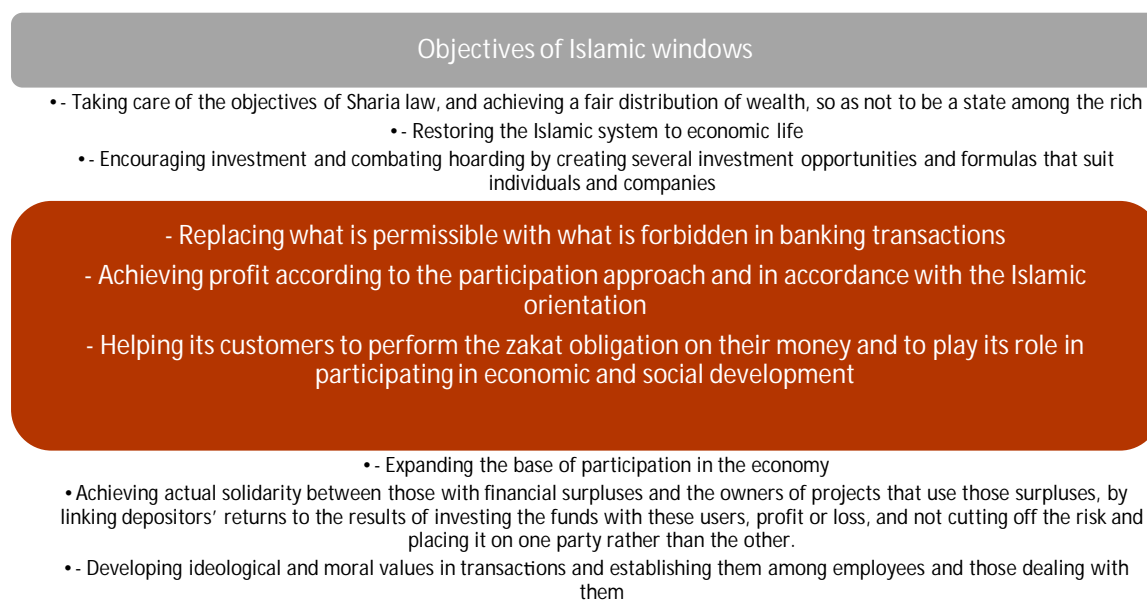 Objectives of Islamic windows
• - Taking care of the objectives of Sharia law, and achieving a fair distribution of wealth, so as not to be a state among the rich
• - Restoring the Islamic system to economic life
• - Encouraging investment and combating hoarding by creating several investment opportunities and formulas that suit
individuals and companies
- Replacing what is permissible with what is forbidden in banking transactions
- Achieving profit according to the participation approach and in accordance with the Islamic
orientation
- Helping its customers to perform the zakat obligation on their money and to play its role in
participating in economic and social development
• - Expanding the base of participation in the economy
• Achieving actual solidarity between those with financial surpluses and the owners of projects that use those surpluses, by
linking depositors’ returns to the results of investing the funds with these users, profit or loss, and not cutting off the risk and
placing it on one party rather than the other.
• - Developing ideological and moral values in transactions and establishing them among employees and those dealing with
them